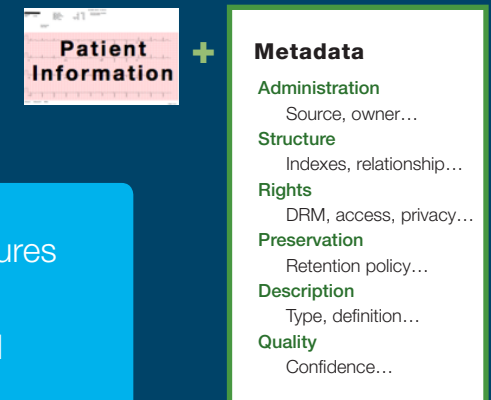 Patient
Information
+
Metadata
Administration
Source, owner…
Structure
Indexes, relationship…
Rights
DRM, access, privacy…
Preservation
Retention policy…
Description
Type, definition…
Quality
Confidence…
ures